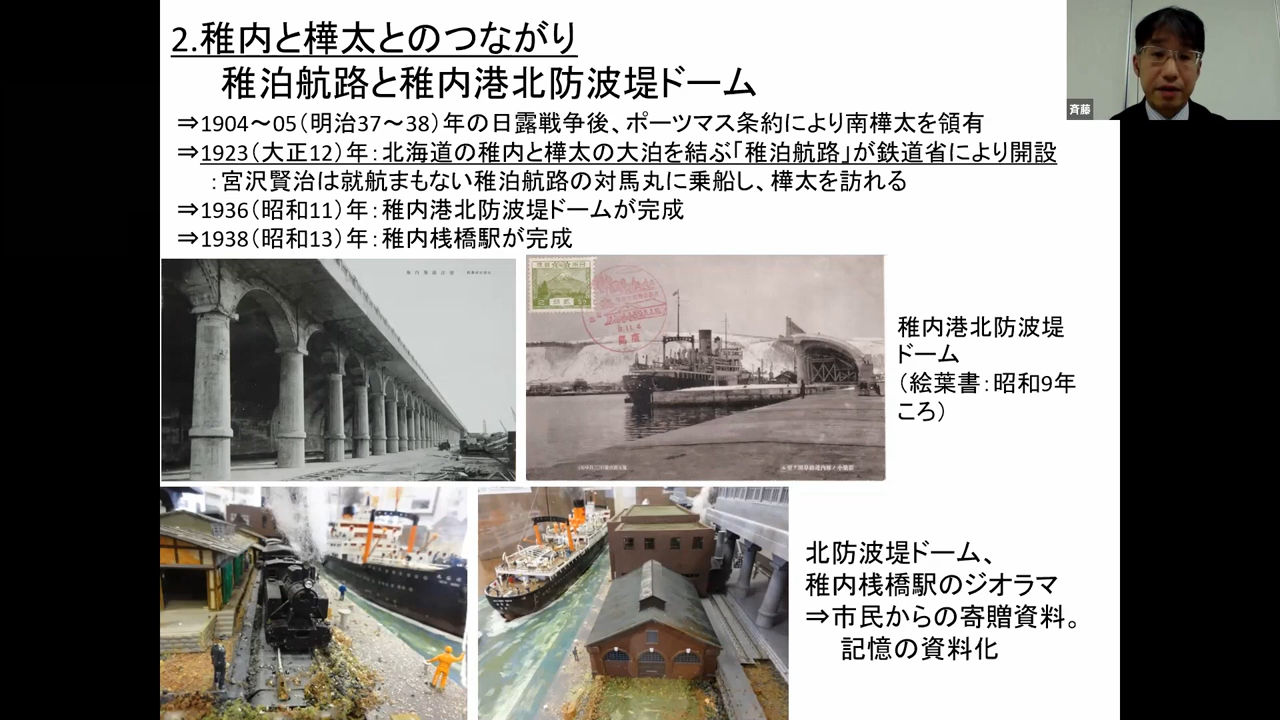 2.稚内と樺太とのつながり
稚泊航路と稚内港北防波堤ドーム
⇒1904～05（明治37～38）年の日露戦争後、ポーツマス条約により南樺太を領有
⇒1923（大正12）年：北海道の稚内と樺太の大泊を結ぶ「稚泊航路」が鉄道省により開設
：宮沢賢治は就航まもない稚泊航路の対馬丸に乗船し、樺太を訪れる
⇒1936（昭和11）年：稚内港北防波堤ドームが完成
⇒1938（昭和13）年：稚内桟橋駅が完成
斉藤
稚内港北防波堤
ドーム
（絵葉書：昭和9年
ころ）
北防波堤ドーム、
稚内桟橋駅のジオラマ
⇒市民からの寄贈資料。
記憶の資料化